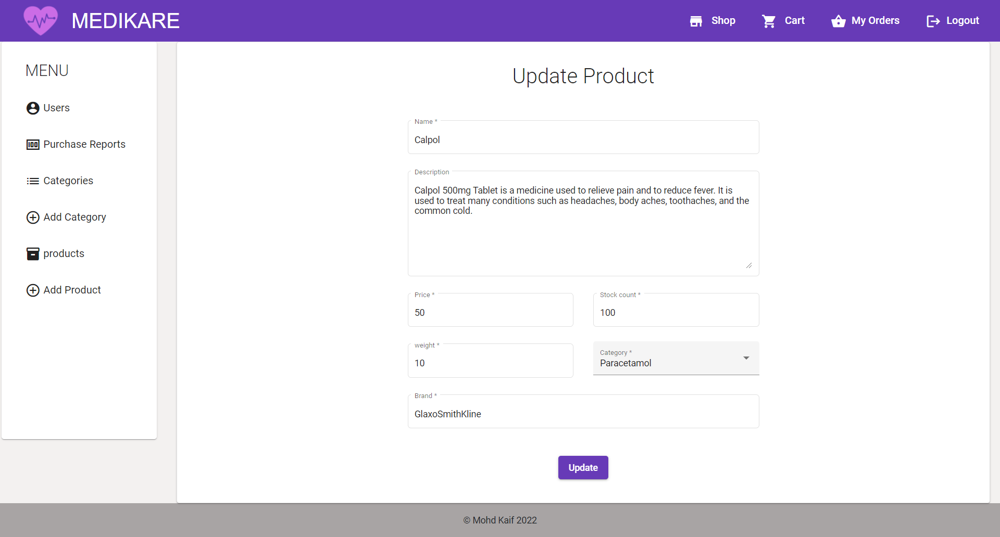 MEDIKARE
Shop
Cart
My Orders
Logout
MENU
Users
100 Purchase Reports
Categories
Add Category
products
Add Product
Update Product
Name *
Calpol
Description
Calpol 500mg Tablet is a medicine used to relieve pain and to reduce fever. It is
used to treat many conditions such as headaches, body aches, toothaches, and the
common cold.
Price *
50
Stock count *
100
weight *
10
Category *
Paracetamol
Brand *
GlaxoSmithKline
Update
© Mohd Kaif 2022